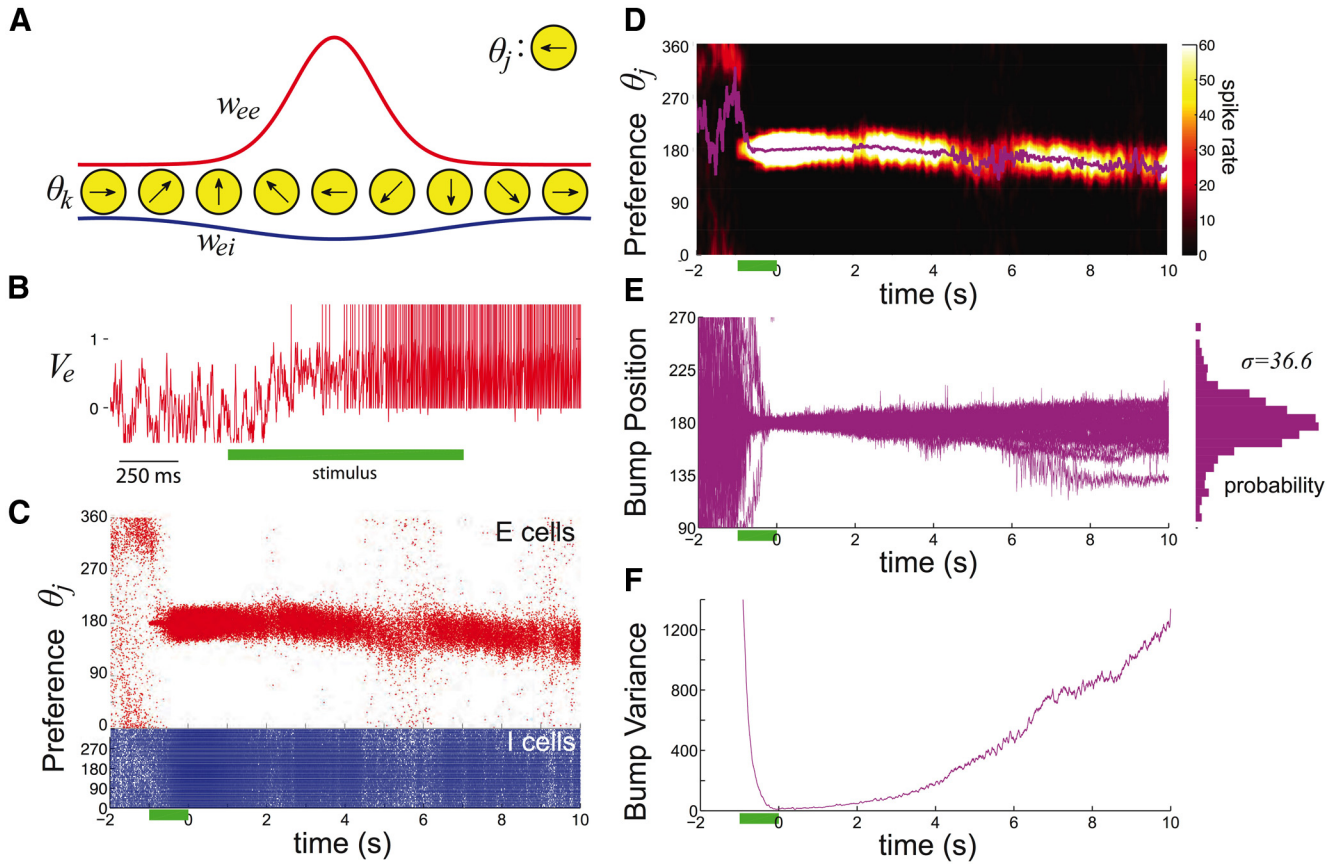 A
θj :
wee
θk
wei
B
Ve
1
0
250 ms
stimulus
C
E cells
Preference θj
360
270
180
90
0
I cells
270
180
90
0
−2 0 2 4 6 8 10
time (s)
D
Preference θj
360
270
180
90
0
−2 0 2 4 6 8 10
time (s)
60
50
40
30
20
10
0
spike rate
E
Bump Position
270
225
180
135
90
−2 0 2 4 6 8 10
time (s)
σ=36.6
probability
F
Bump Variance
1200
800
400
0
−2 0 2 4 6 8 10
time (s)